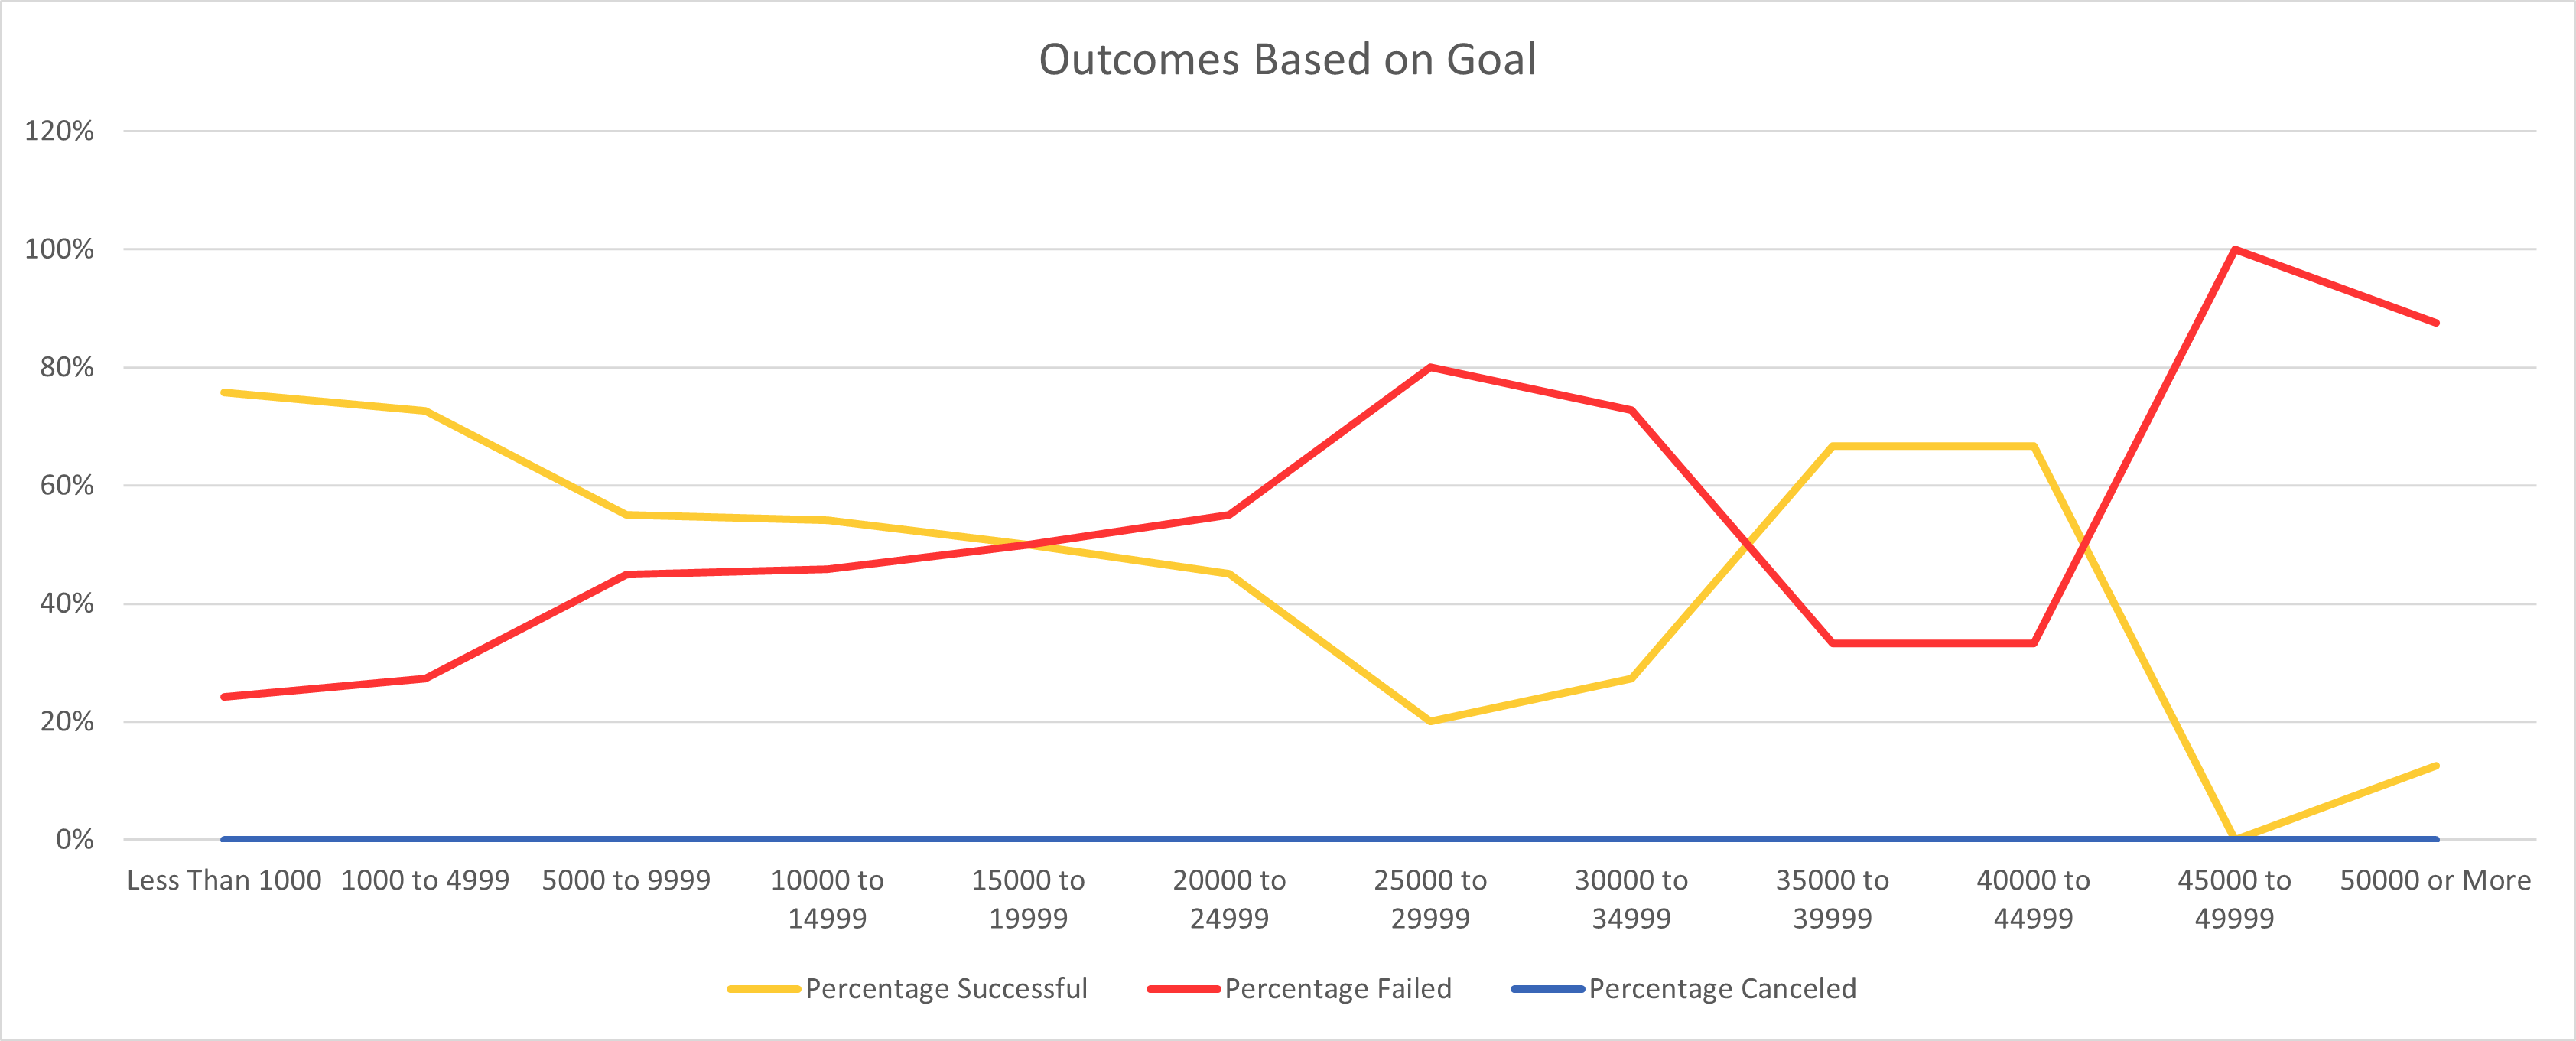 Outcomes Based on Goal
120%
100%
80%
60%
40%
20%
0%
Less Than 1000 1000 to 4999 5000 to 9999 10000 to 15000 to 20000 to 25000 to 30000 to 35000 to 40000 to 45000 to 50000 or More
14999 19999 24999 29999 34999 39999 44999 49999
Percentage Successful Percentage Failed Percentage Canceled